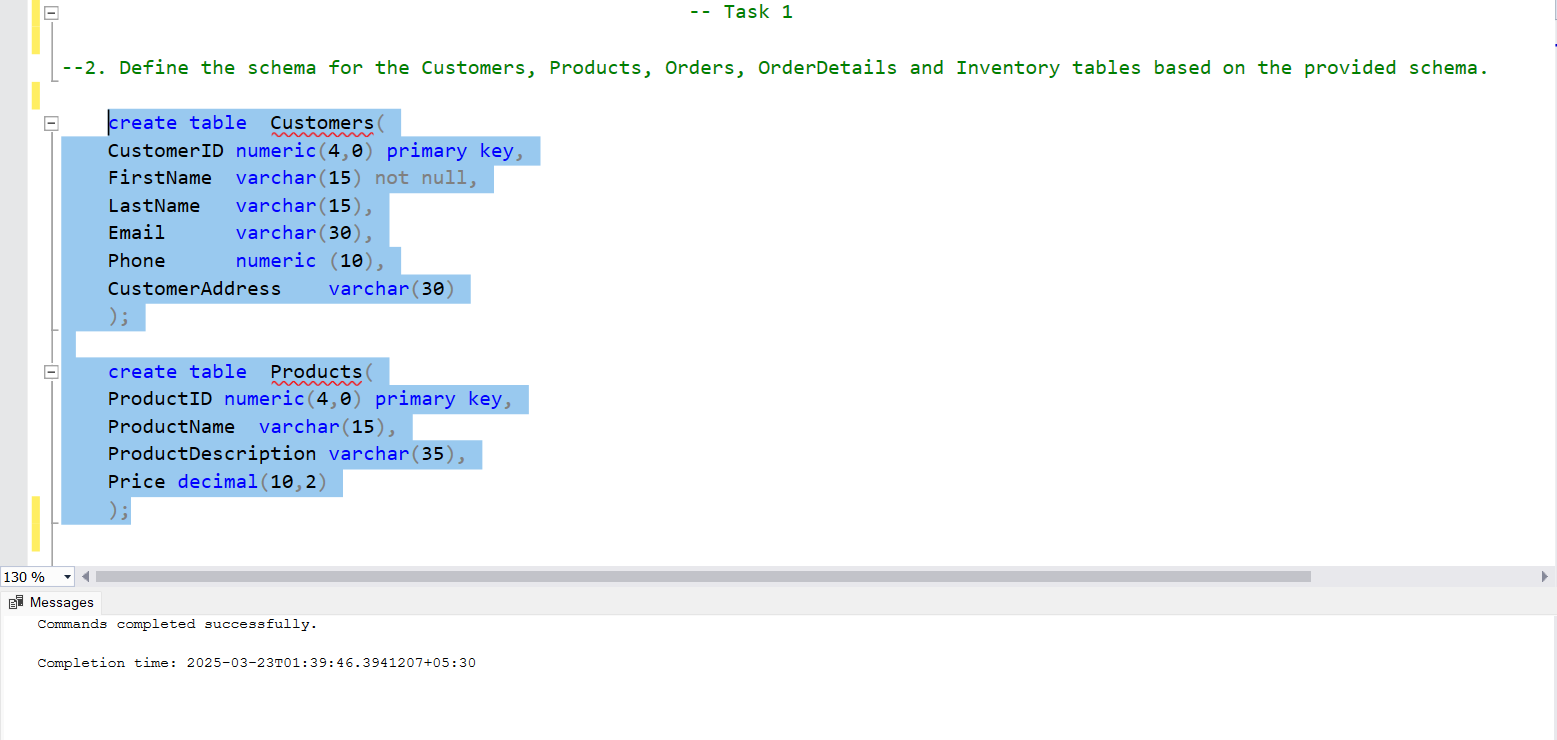 -- Task 1
--2. Define the schema for the Customers, Products, Orders, OrderDetails and Inventory tables based on the provided schema.
create table  Customers(
CustomerID numeric(4,0) primary key,
FirstName  varchar(15) not null,
LastName   varchar(15),
Email      varchar(30),
Phone      numeric (10),
CustomerAddress    varchar(30)
);
create table  Products(
ProductID numeric(4,0) primary key,
ProductName  varchar(15),
ProductDescription varchar(35),
Price decimal(10,2)
);
130 %
Messages
Commands completed successfully.
Completion time: 2025-03-23T01:39:46.3941207+05:30